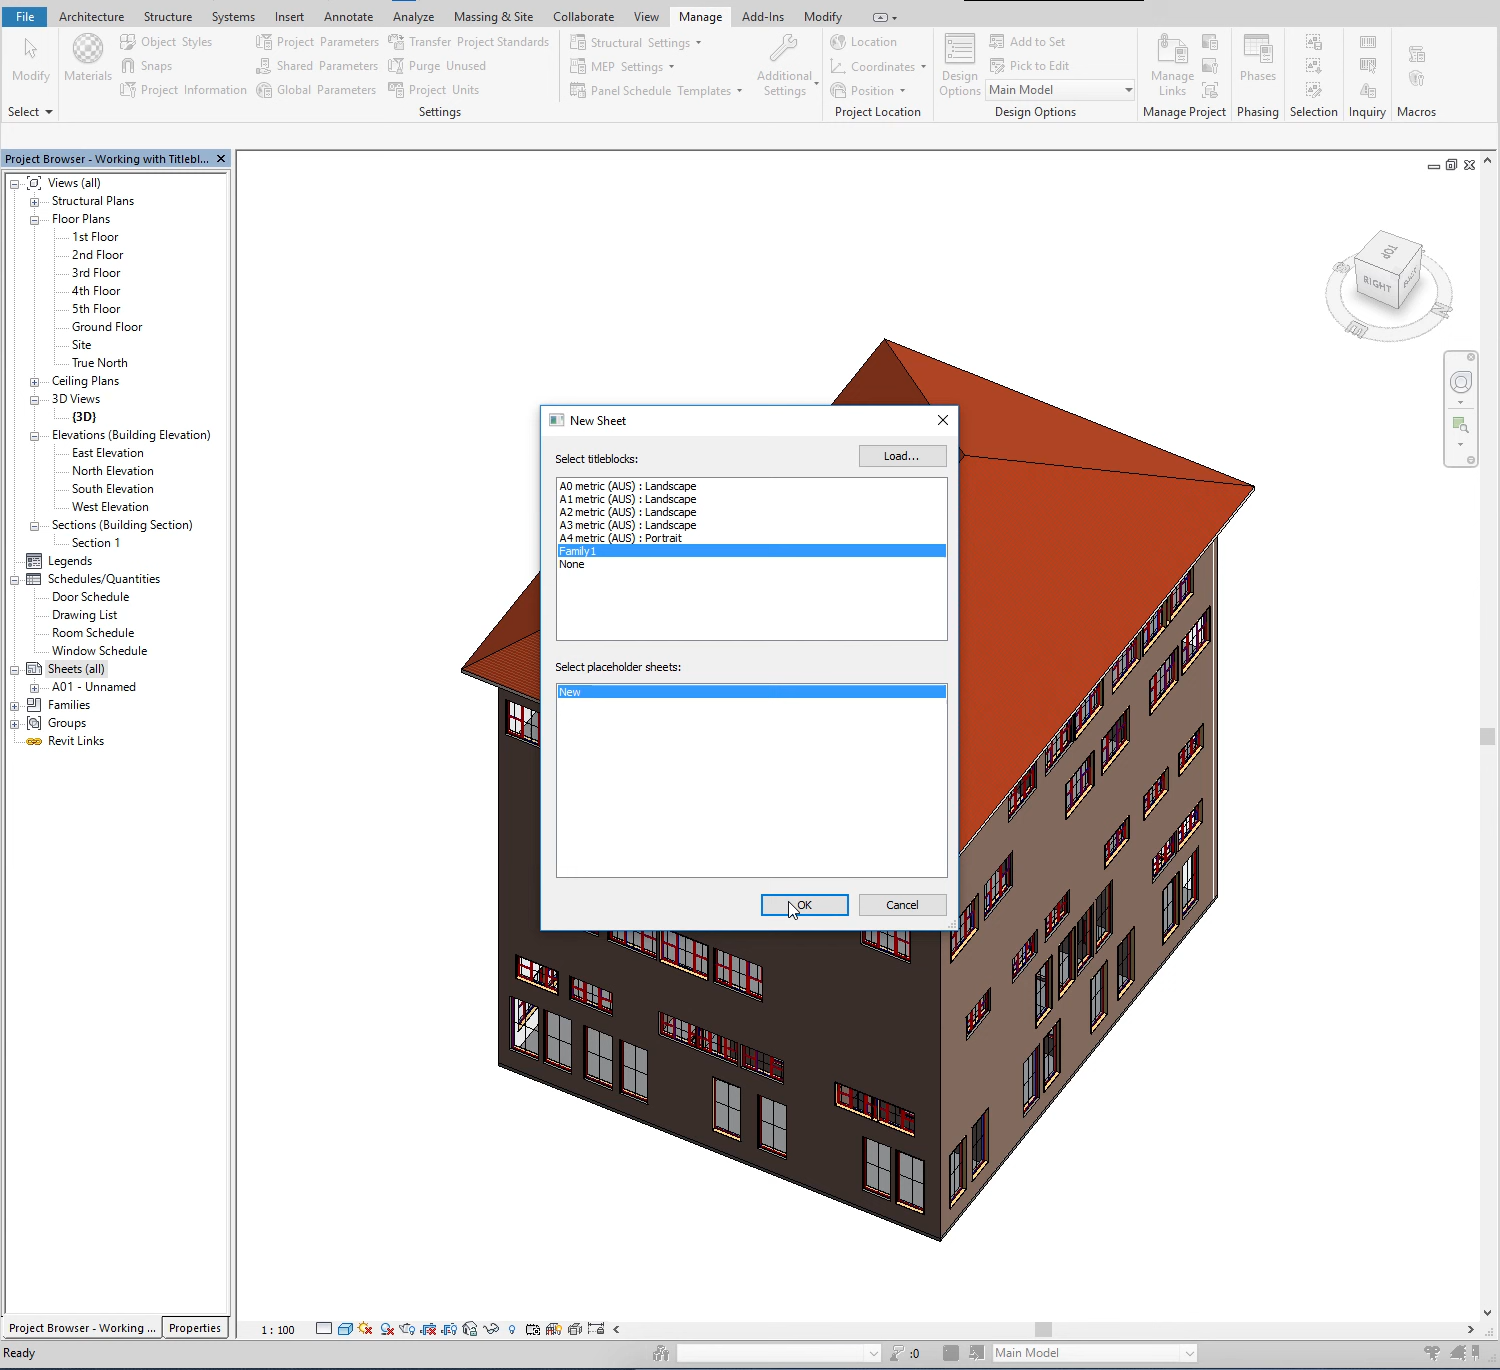 File Architecture Structure Systems Insert Annotate Analyze Massing & Site Collaborate View Manage Add-Ins Modify
Modify
Select
Materials
Object Styles
Snaps
Project Information
Project Parameters
Shared Parameters
Global Parameters
Transfer Project Standards
Purge Unused
Project Units
Structural Settings
MEP Settings
Panel Schedule Templates
Additional
Settings
Settings
Location
Coordinates
Position
Project Location
Design
Options
Add to Set
Pick to Edit
Main Model
Design Options
Manage
Links
Manage Project
Phases
Phasing
Selection
Inquiry
Macros
Project Browser - Working with Titlebl...
Views (all)
Structural Plans
Floor Plans
1st Floor
2nd Floor
3rd Floor
4th Floor
5th Floor
Ground Floor
Site
True North
Ceiling Plans
3D Views
{3D}
Elevations (Building Elevation)
East Elevation
North Elevation
South Elevation
West Elevation
Sections (Building Section)
Section 1
Legends
Schedules/Quantities
Door Schedule
Drawing List
Room Schedule
Window Schedule
Sheets (all)
A01 - Unnamed
Families
Groups
Revit Links
Project Browser - Working ...
Properties
TOP
RIGHT
N
E
New Sheet
Select titleblocks:
Load...
A0 metric (AUS) : Landscape
A1 metric (AUS) : Landscape
A2 metric (AUS) : Landscape
A3 metric (AUS) : Landscape
A4 metric (AUS) : Portrait
Family1
None
Select placeholder sheets:
New
OK
Cancel
1 : 100
Ready
:0
Main Model